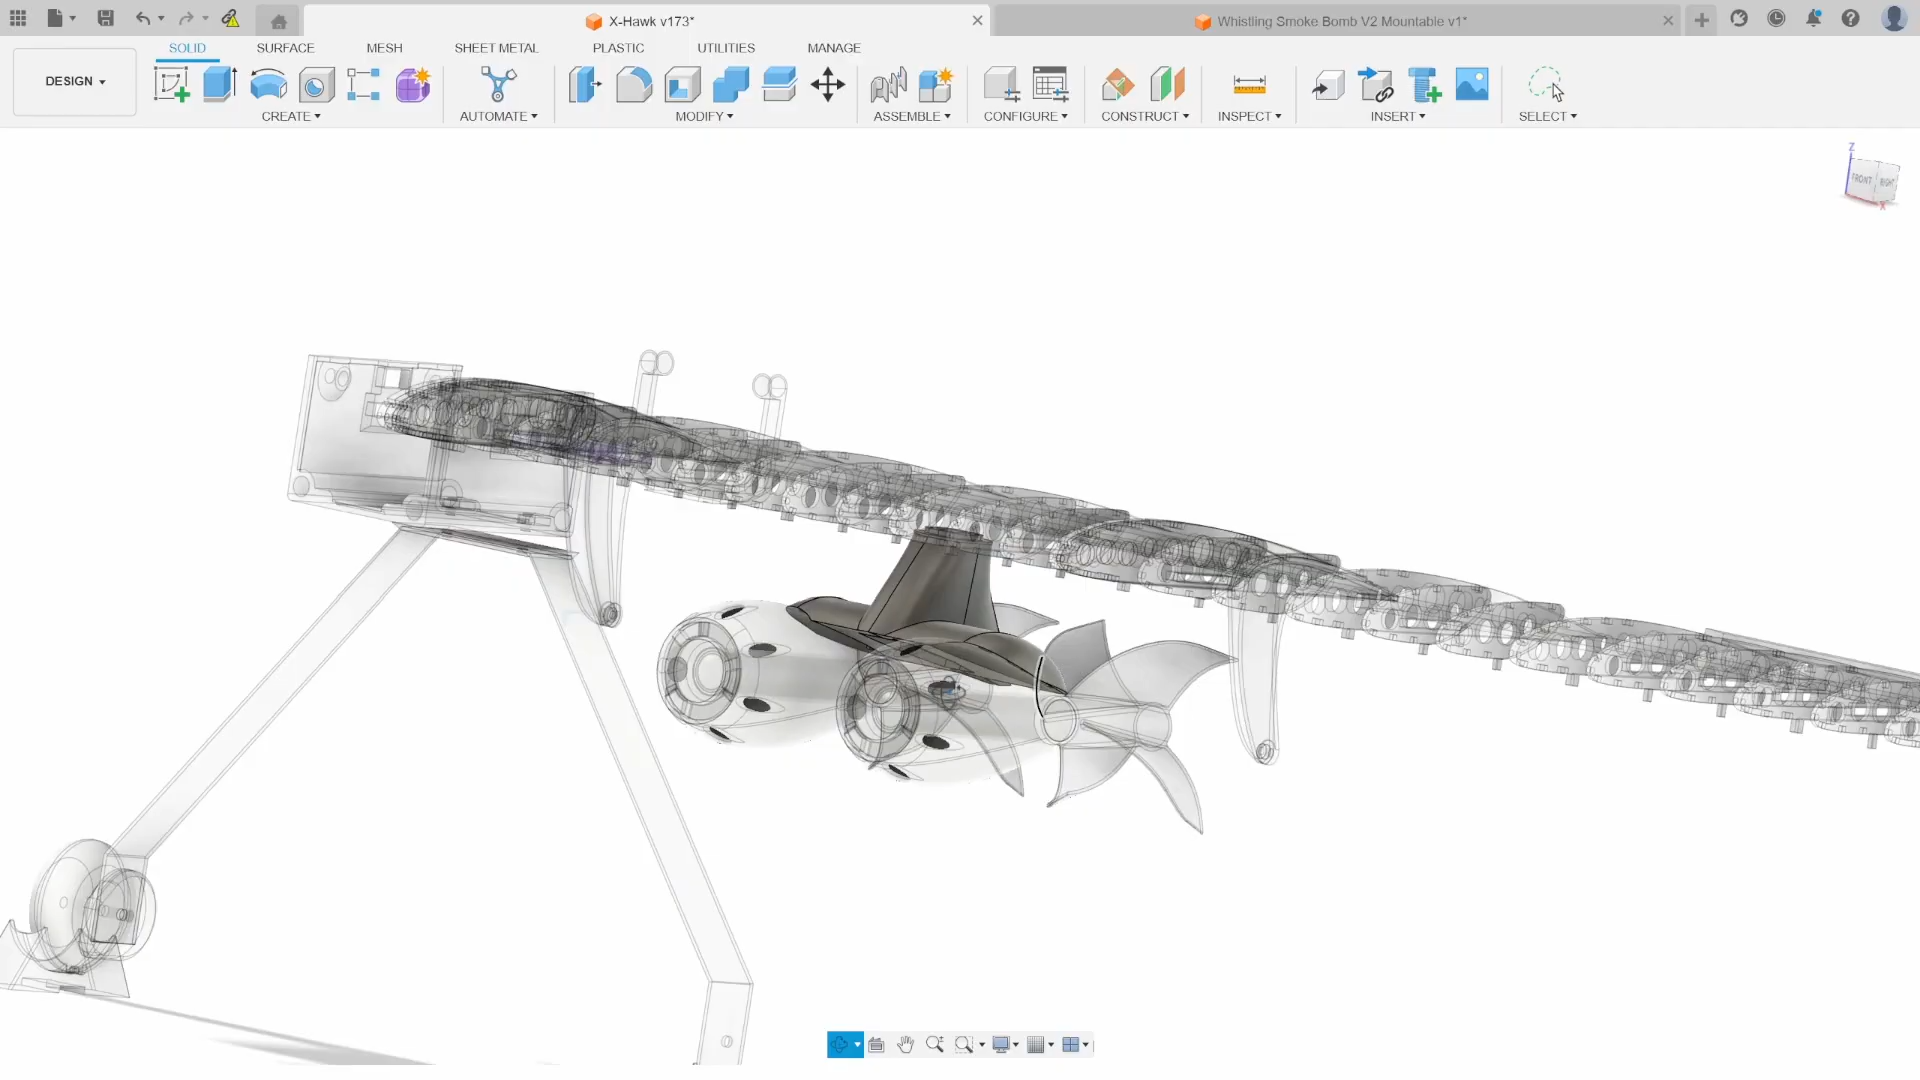 X-Hawk v173*
Whistling Smoke Bomb V2 Mountable v1*
SOLID SURFACE MESH SHEET METAL PLASTIC UTILITIES MANAGE
DESIGN
CREATE AUTOMATE MODIFY ASSEMBLE CONFIGURE CONSTRUCT INSPECT INSERT SELECT
Z
FRONT RIGHT
X